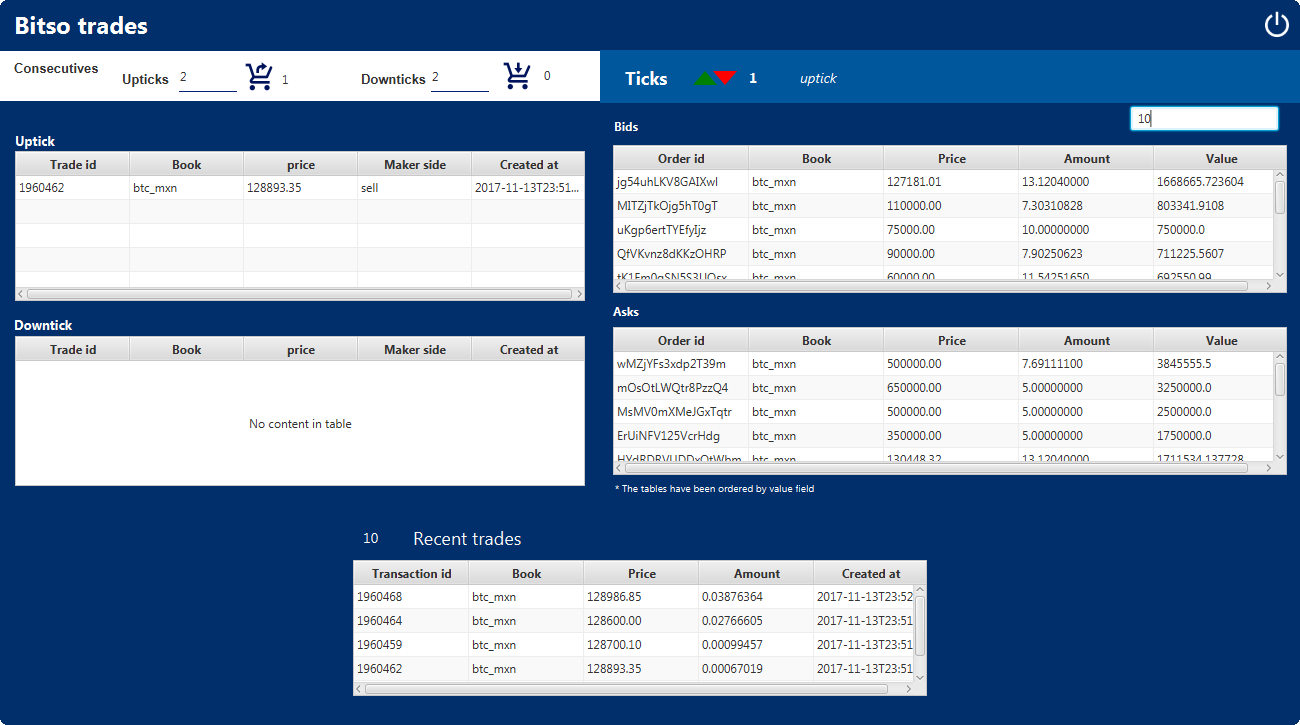 Bitso trades
Consecutives
Upticks 2 1 Downticks 2 0
Ticks 1 uptick
10
Uptick
Trade id Book price Maker side Created at
1960462 btc_mxn 128893.35 sell 2017-11-13T23:51...
Downtick
Trade id Book price Maker side Created at
No content in table
Bids
Order id Book Price Amount Value
jg54uhLKV8GAIXwl btc_mxn 127181.01 13.12040000 1668665.723604
MITZjTkOjg5hT0gT btc_mxn 110000.00 7.30310828 803341.9108
uKgp6ertTYEfyIjz btc_mxn 75000.00 10.00000000 750000.0
QfVKvnz8dKKzOHRP btc_mxn 90000.00 7.90250623 711225.5607
btc_mxn 60000.00 11.54251650 692550.99
Asks
Order id Book Price Amount Value
wMZjYFs3xdp2T39m btc_mxn 500000.00 7.69111100 3845555.5
mOsOtLWQtr8PzzQ4 btc_mxn 650000.00 5.00000000 3250000.0
MsMV0mXMeJGxTqtr btc_mxn 500000.00 5.00000000 2500000.0
ErUiNFV125VcrHdg btc_mxn 350000.00 5.00000000 1750000.0
btc_mxn 130448.32 13.12040000 1711534.137728
* The tables have been ordered by value field
10 Recent trades
Transaction id Book Price Amount Created at
1960468 btc_mxn 128986.85 0.03876364 2017-11-13T23:52
1960464 btc_mxn 128600.00 0.02766605 2017-11-13T23:51
1960459 btc_mxn 128700.10 0.00099457 2017-11-13T23:51
1960462 btc_mxn 128893.35 0.00067019 2017-11-13T23:51